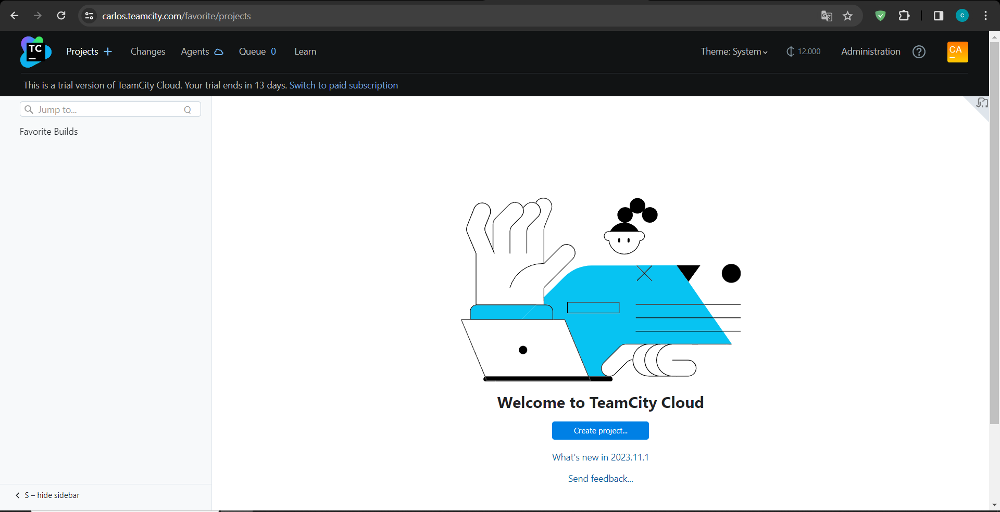 carlos.teamcity.com/favorite/projects
C
TC
Projects
Changes
Agents
Queue 0
Learn
Theme: System
12.000
Administration
?
CA
This is a trial version of TeamCity Cloud. Your trial ends in 13 days. Switch to paid subscription
Jump to... Q
Favorite Builds
Welcome to TeamCity Cloud
Create project...
What's new in 2023.11.1
Send feedback...
S – hide sidebar